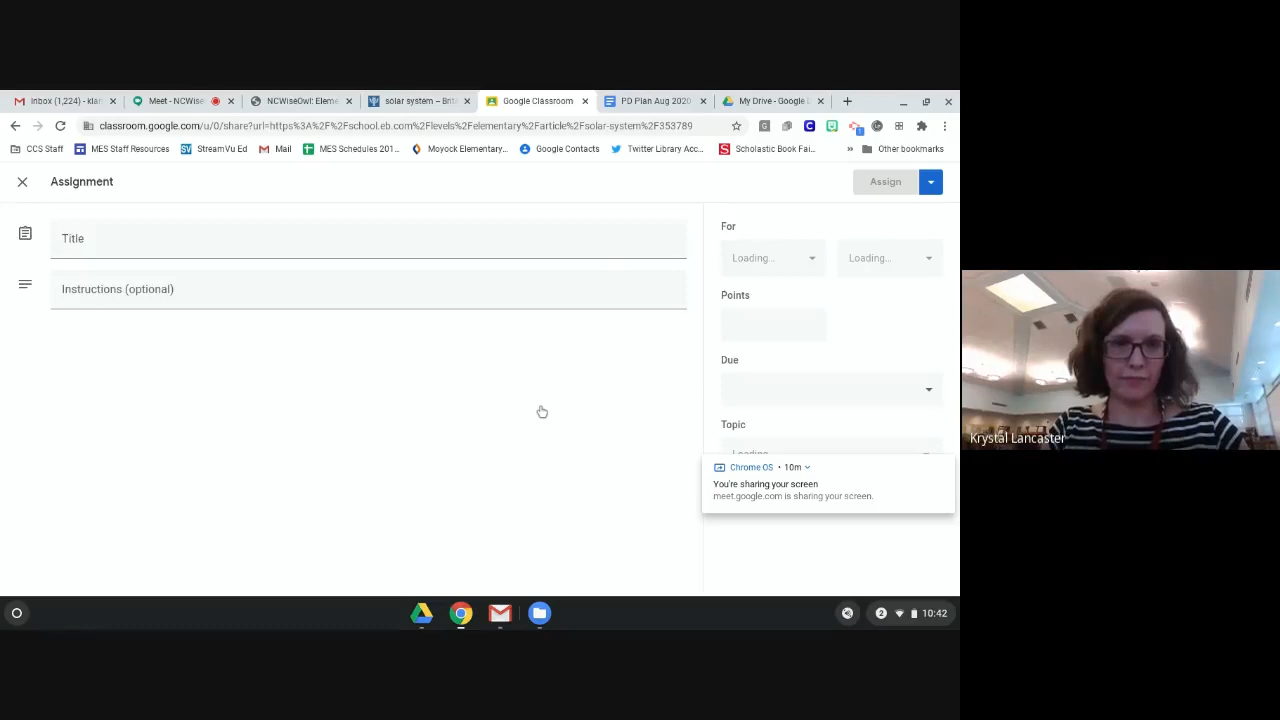 Inbox (1,224) - klan
Meet - NCWise
NCWiseOwl: Eleme
solar system – Brit
Google Classroom
PD Plan Aug 2020
My Drive - Google
classroom.google.com/u/0/share?url=https%3A%2F%2Fschool.eb.com%2Flevels%2Felementary%2Farticle%2Fsolar-system%2F353789
CCS Staff
MES Staff Resources
StreamVu Ed
Mail
MES Schedules 201...
Moyock Elementary...
Google Contacts
Twitter Library Acc...
Scholastic Book Fai...
»
Other bookmarks
Assignment
Assign
Title
Instructions (optional)
For
Loading...
Loading...
Points
Due
Topic
Loading
Chrome OS • 10m
You're sharing your screen
meet.google.com is sharing your screen.
Krystal Lancaster
2
10:42